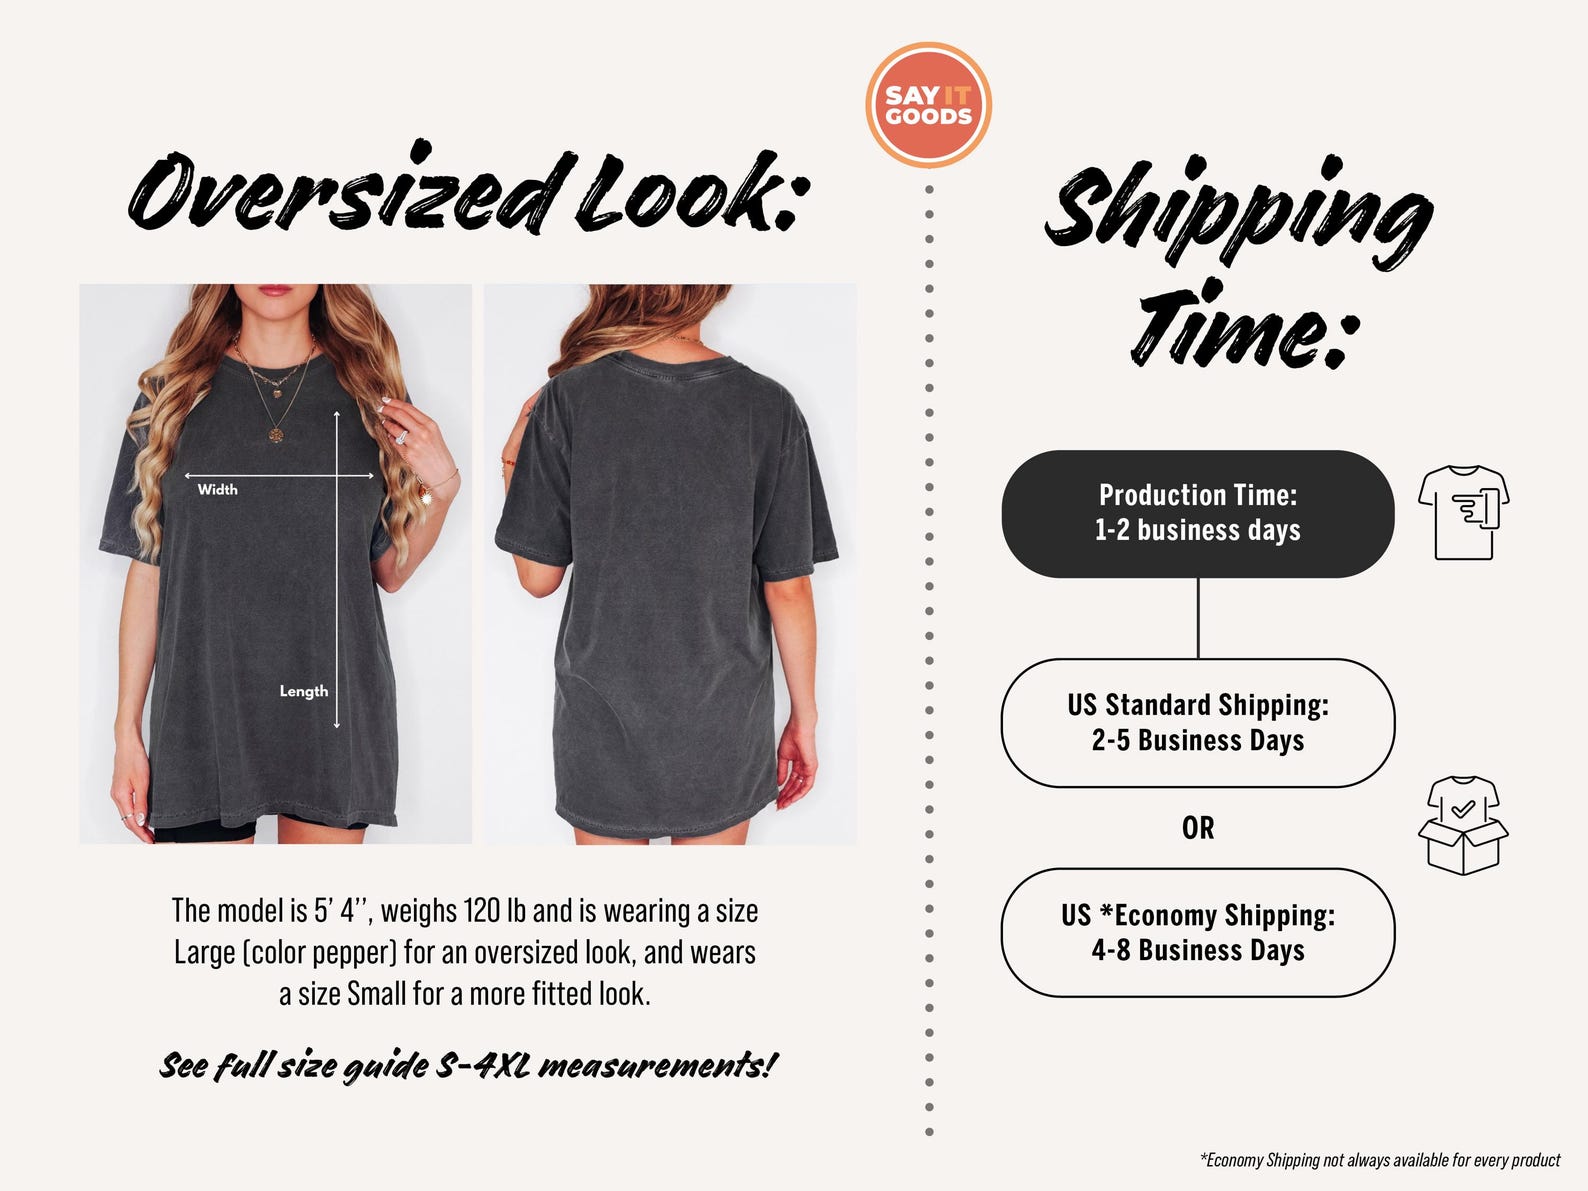 SAY IT
GOODS
Oversized Look:
Width
Length
The model is 5' 4'', weighs 120 lb and is wearing a size
Large (color pepper) for an oversized look, and wears
a size Small for a more fitted look.
See full size guide S-4XL measurements!
Shipping
Time:
Production Time:
1-2 business days
US Standard Shipping:
2-5 Business Days
OR
US *Economy Shipping:
4-8 Business Days
*Economy Shipping not always available for every product